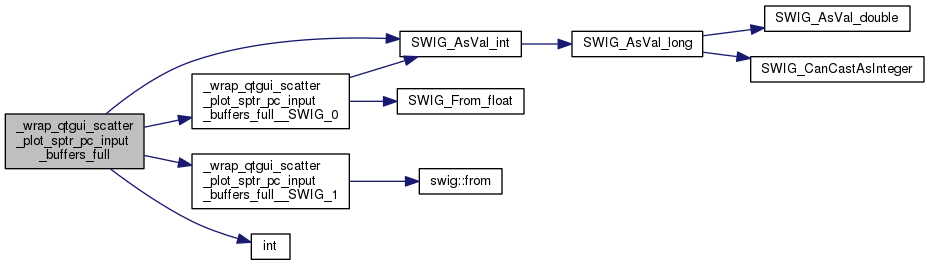 _wrap_qtgui_scatter
_plot_sptr_pc_input
_buffers_full
_wrap_qtgui_scatter
_plot_sptr_pc_input
_buffers_full__SWIG_0
_wrap_qtgui_scatter
_plot_sptr_pc_input
_buffers_full__SWIG_1
int
SWIG_AsVal_int
SWIG_From_float
swig::from
SWIG_AsVal_long
SWIG_AsVal_double
SWIG_CanCastAsInteger